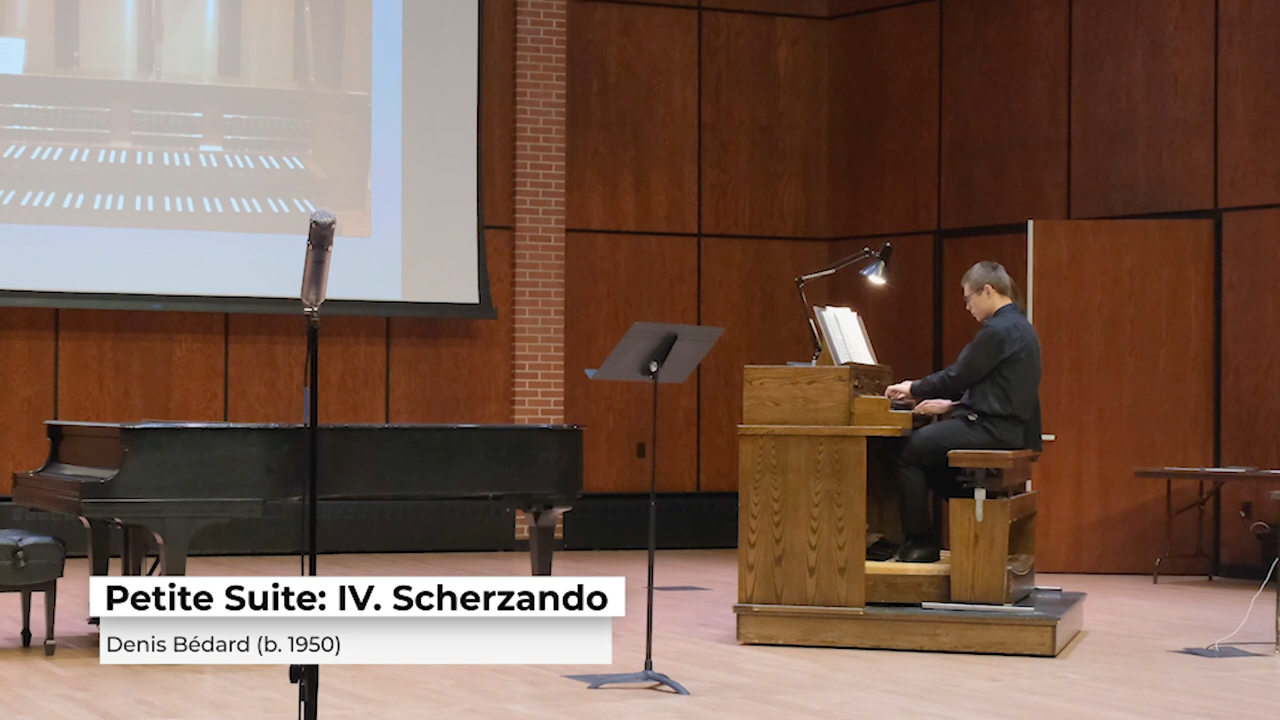 Petite Suite: IV. Scherzando
Denis Bédard (b. 1950)